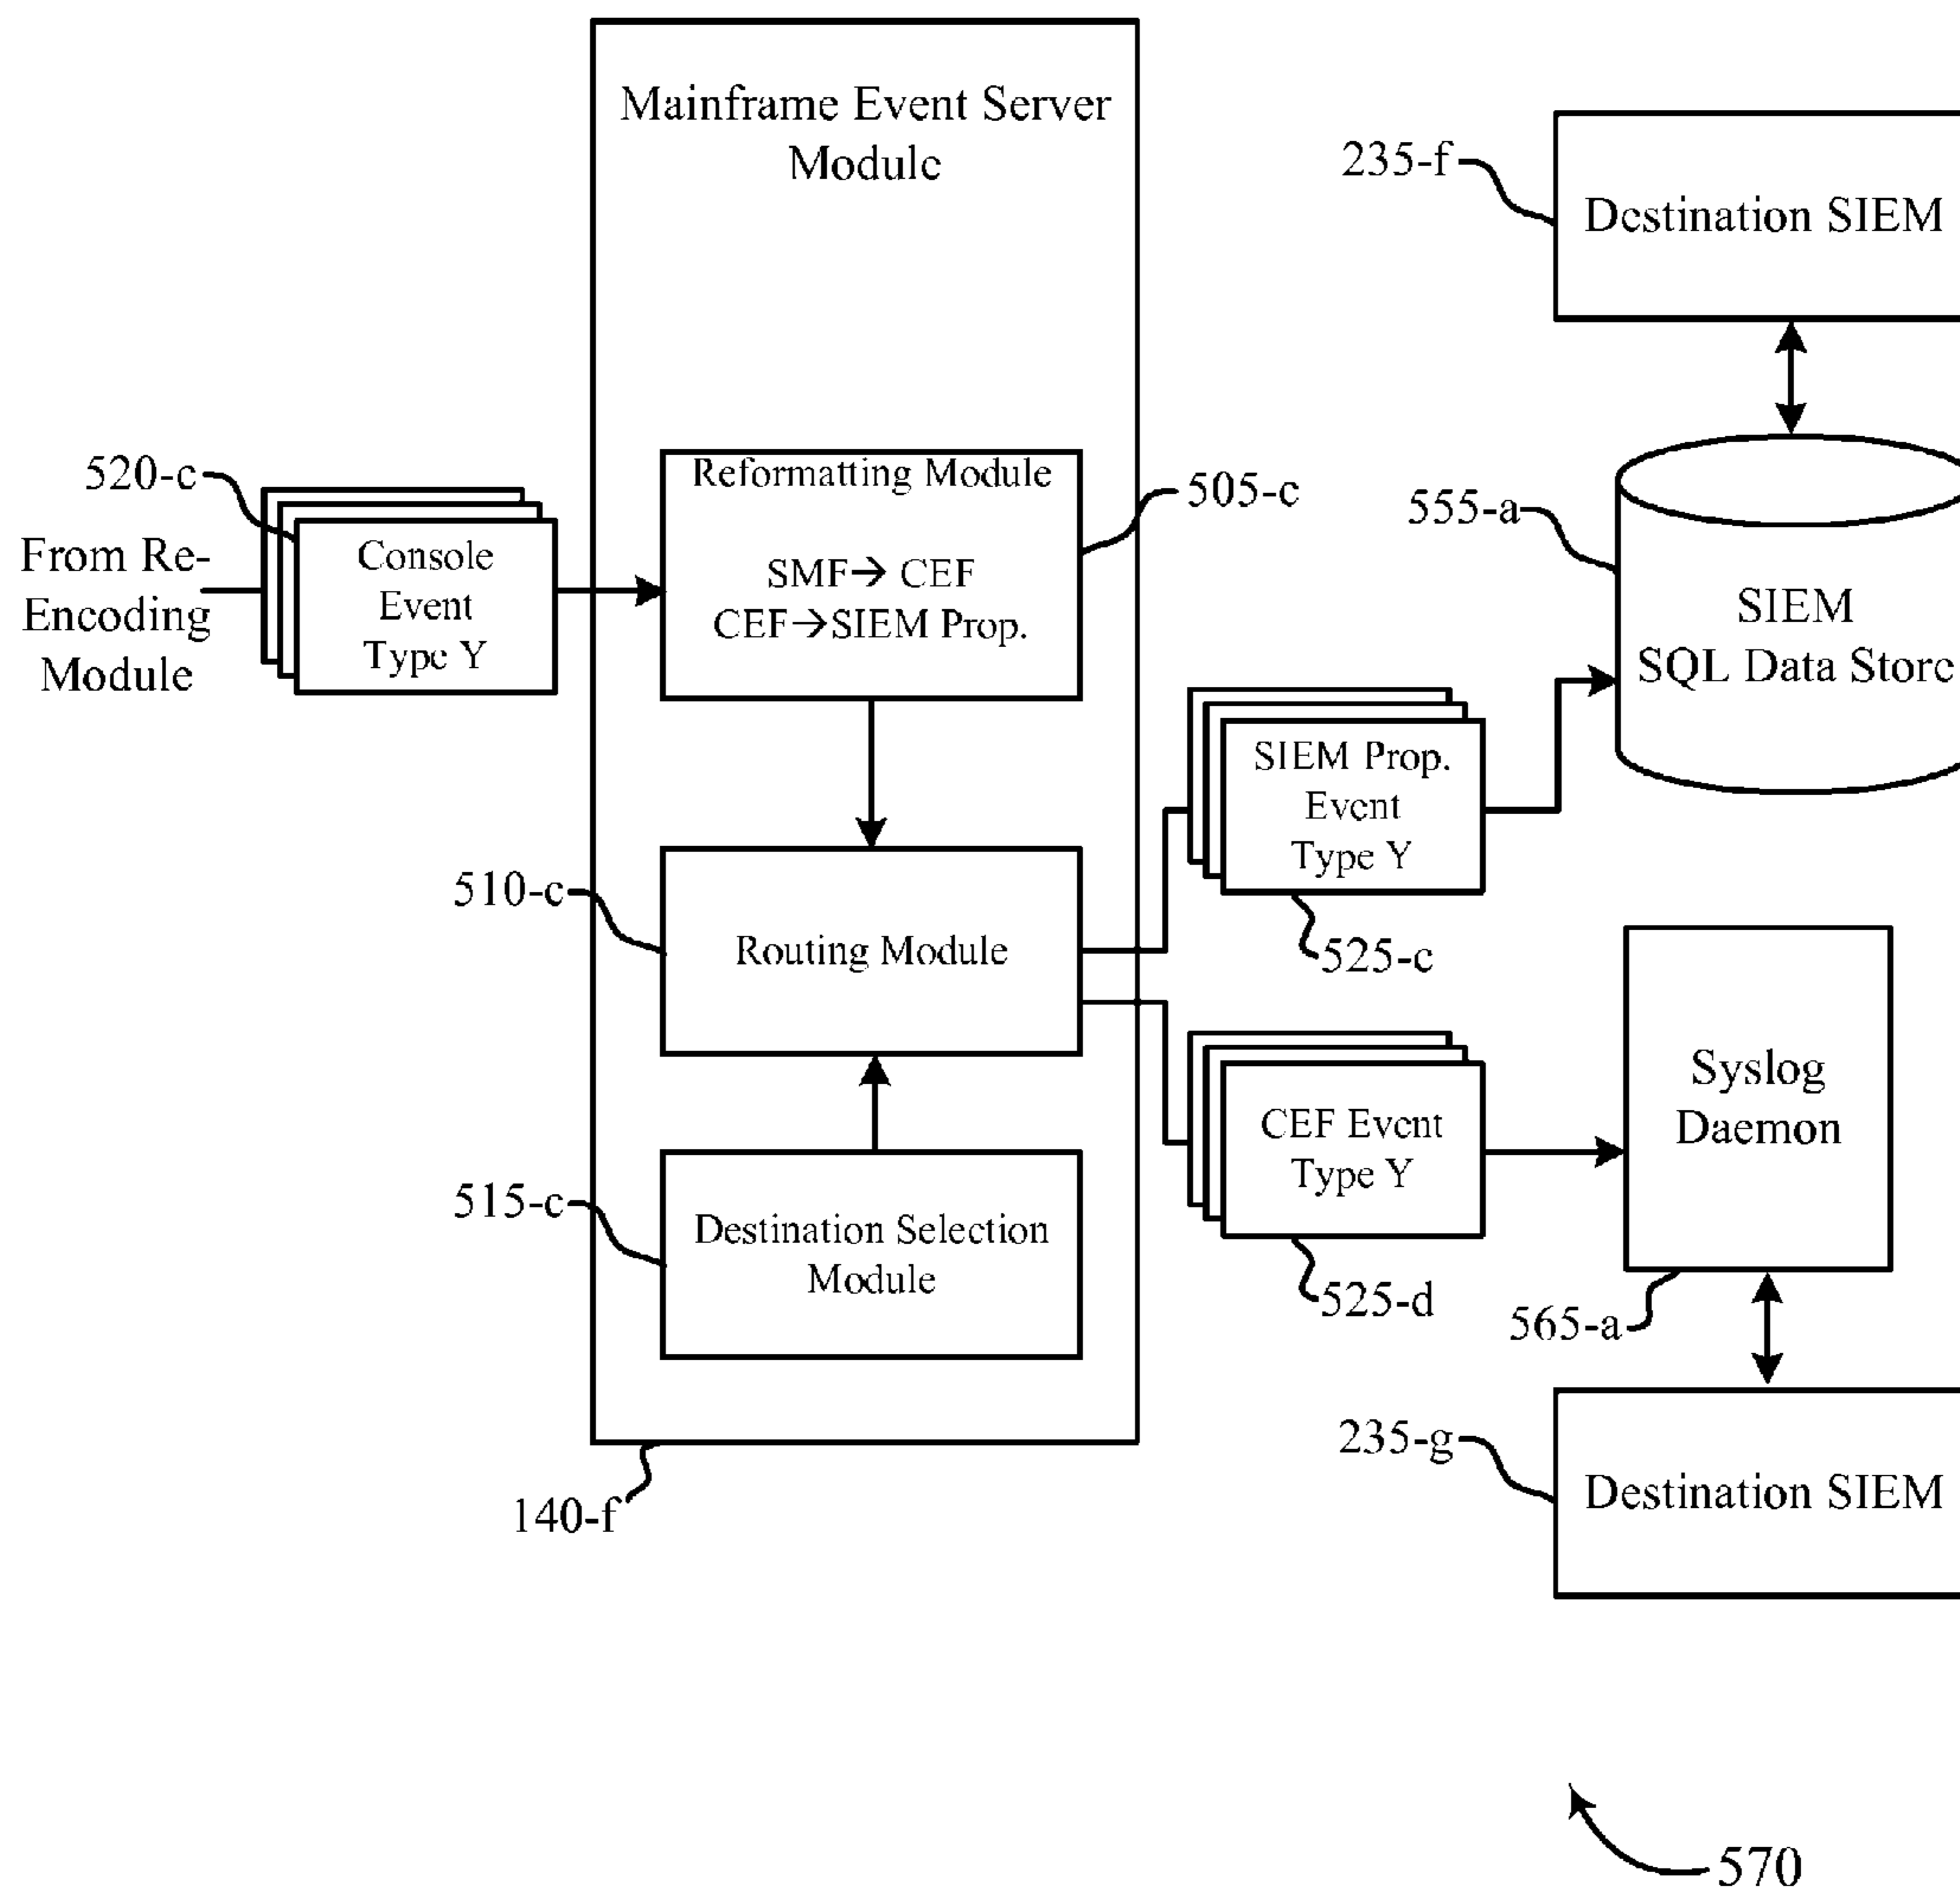 Mainframe Event Server
Module
235-f
Destination SIEM
520-c
From Re-
Encoding
Module
Console
Event
Type Y
Reformatting Module
SMF→ CEF
CEF→SIEM Prop.
505-c
555-a
SIEM
SQL Data Store
SIEM Prop.
Event
Type Y
525-c
510-c
Routing Module
CEF Event
Type Y
525-d
Syslog
Daemon
565-a
515-c
Destination Selection
Module
140-f
235-g
Destination SIEM
570